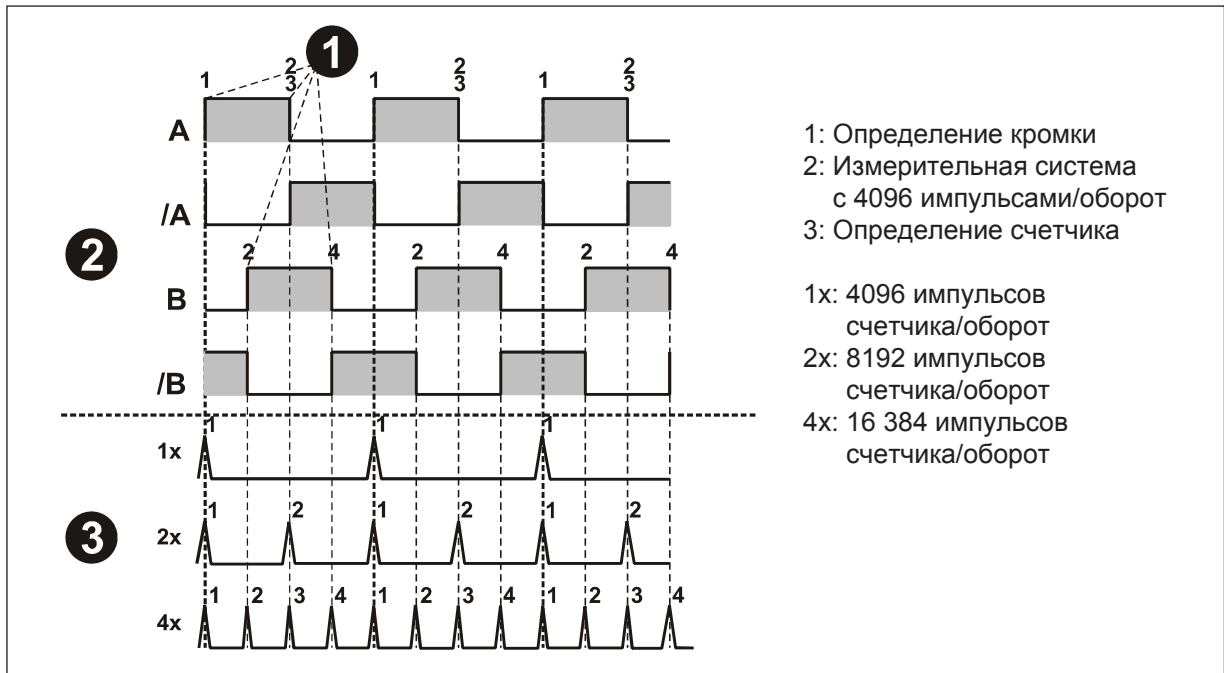 1
1 2 1 2 1 2
3 3 3
A
/A
2
2 4 2 4 2 4
B
/B
1 1 1
1x
3
1 2 1 2 1 2
2x
1 2 3 4 1 2 3 4 1 2 3 4
4x
1: Определение кромки
2: Измерительная система
с 4096 импульсами/оборот
3: Определение счетчика
1x: 4096 импульсов
счетчика/оборот
2x: 8192 импульсов
счетчика/оборот
4x: 16 384 импульсов
счетчика/оборот